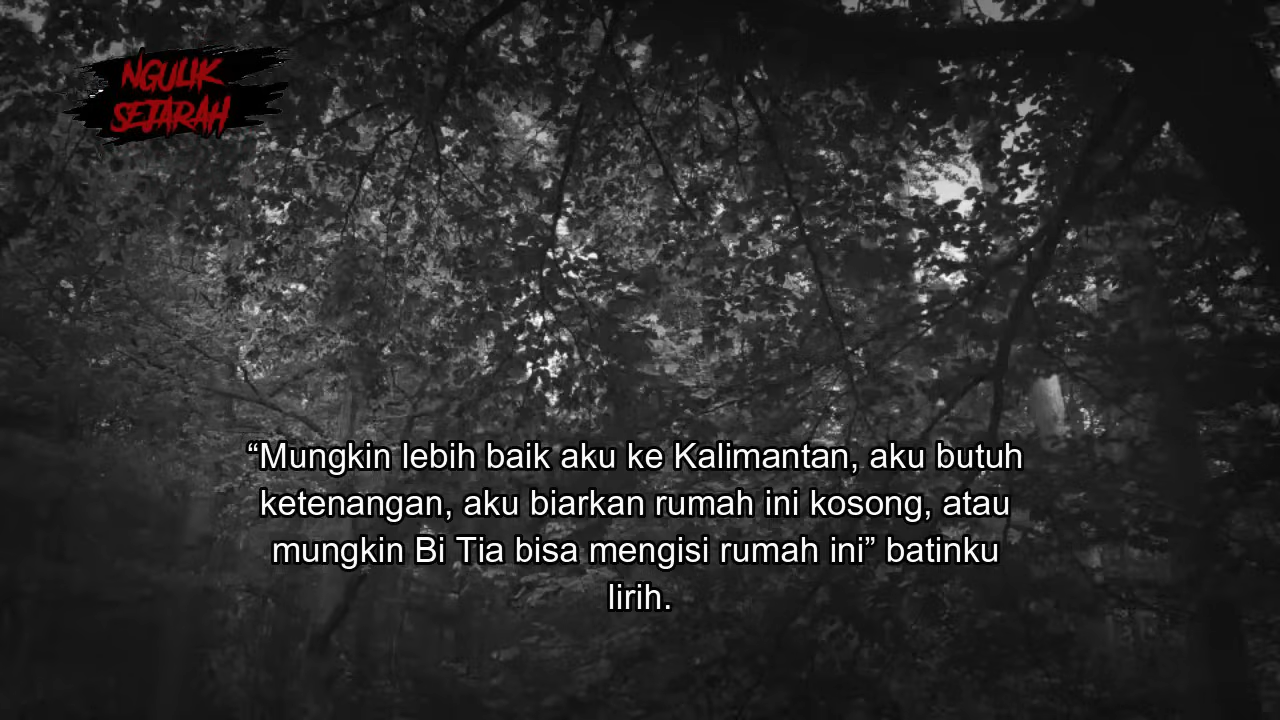 NGULIK
SEJARAH
“Mungkin lebih baik aku ke Kalimantan, aku butuh
ketenangan, aku biarkan rumah ini kosong, atau
mungkin Bi Tia bisa mengisi rumah ini” batinku
lirih.